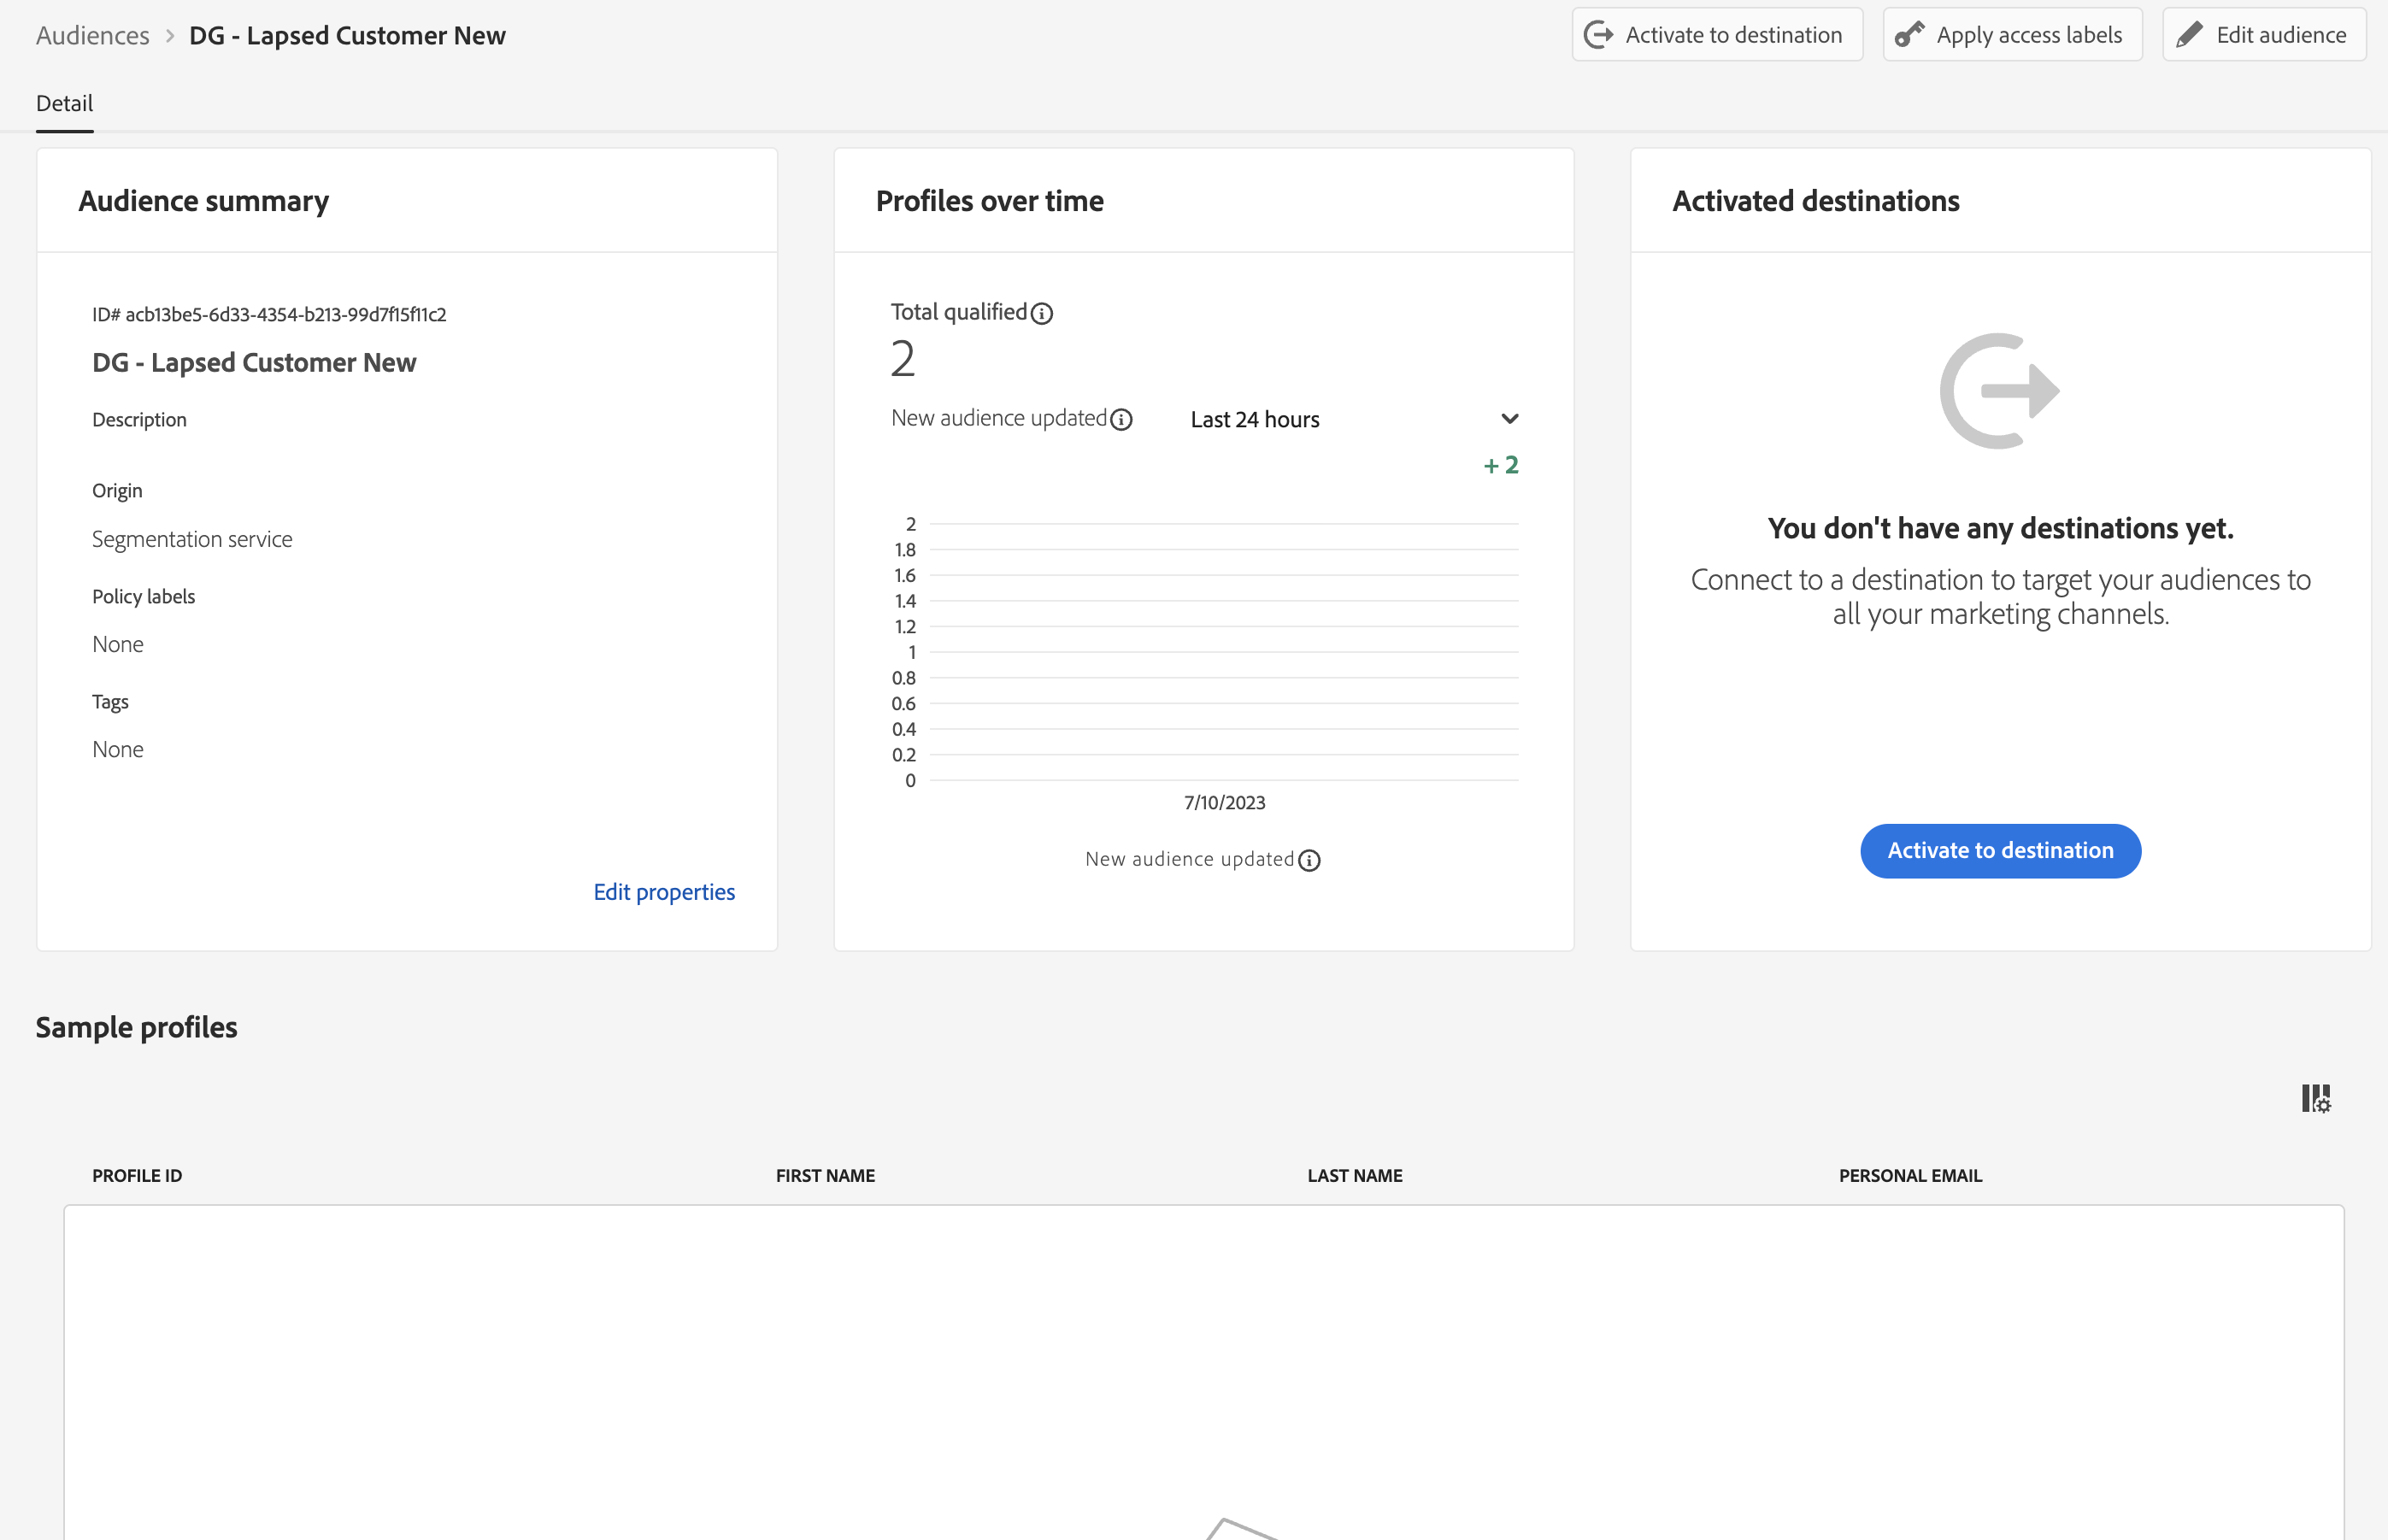 Audiences > DG - Lapsed Customer New
Activate to destination
Apply access labels
Edit audience
Detail
Audience summary
ID# acb13be5-6d33-4354-b213-99d7f15f11c2
DG - Lapsed Customer New
Description
Origin
Segmentation service
Policy labels
None
Tags
None
Edit properties
Profiles over time
Total qualified
2
New audience updated
Last 24 hours
+ 2
2
1.8
1.6
1.4
1.2
1
0.8
0.6
0.4
0.2
0
7/10/2023
New audience updated
Activated destinations
You don't have any destinations yet.
Connect to a destination to target your audiences to
all your marketing channels.
Activate to destination
Sample profiles
PROFILE ID
FIRST NAME
LAST NAME
PERSONAL EMAIL